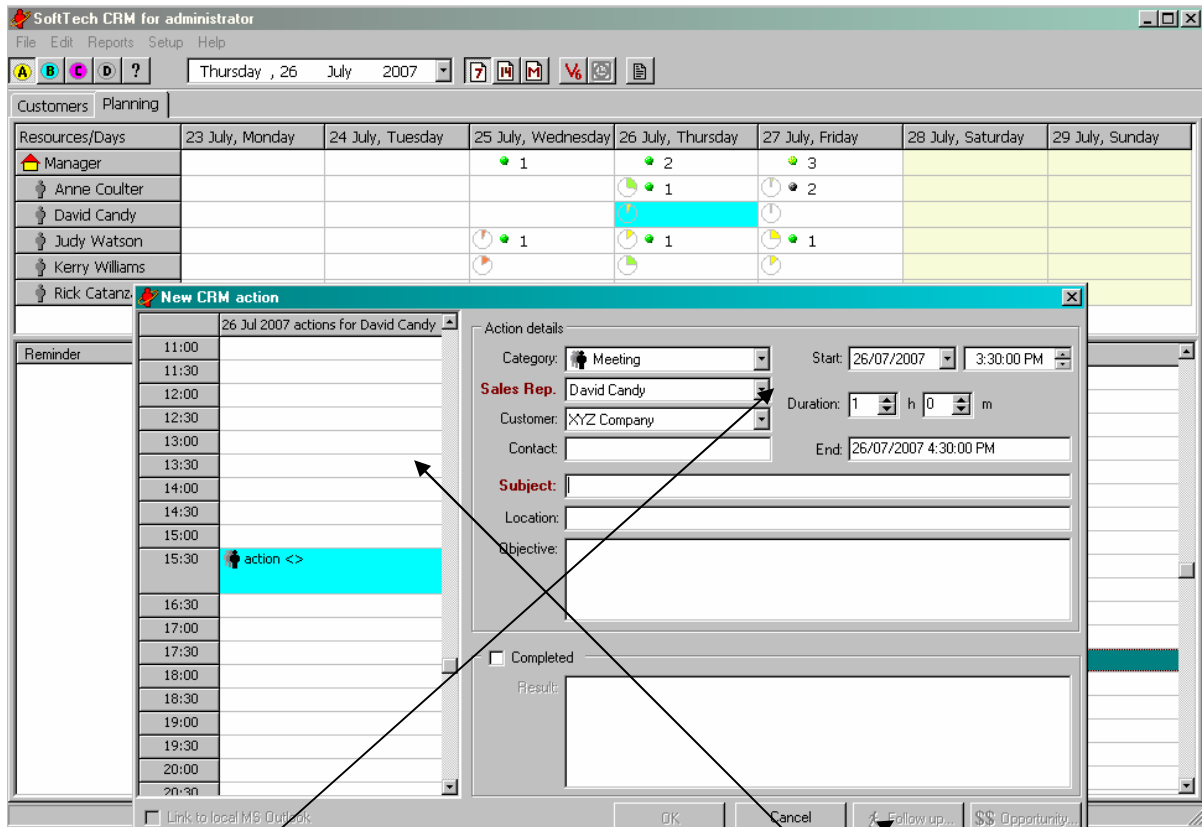 SoftTech CRM for administrator
File Edit Reports Setup Help
A B C D ? Thursday , 26 July 2007 7 14 M V6
Customers Planning
Resources/Days 23 July, Monday 24 July, Tuesday 25 July, Wednesday 26 July, Thursday 27 July, Friday 28 July, Saturday 29 July, Sunday
Manager 1 2 3
Anne Coulter 1 2
David Candy
Judy Watson 1 1 1
Kerry Williams
Rick Catanz
New CRM action
26 Jul 2007 actions for David Candy
Reminder
11:00
11:30
12:00
12:30
13:00
13:30
14:00
14:30
15:00
15:30 action <>
16:30
17:00
17:30
18:00
18:30
19:00
19:30
20:00
20:30
Action details
Category: Meeting Start: 26/07/2007 3:30:00 PM
Sales Rep. David Candy
Duration: 1 h 0 m
Customer: XYZ Company
Contact: End: 26/07/2007 4:30:00 PM
Subject:
Location:
Objective:
Completed
Result:
Link to local MS Outlook OK Cancel Follow up... $$ Opportunity...